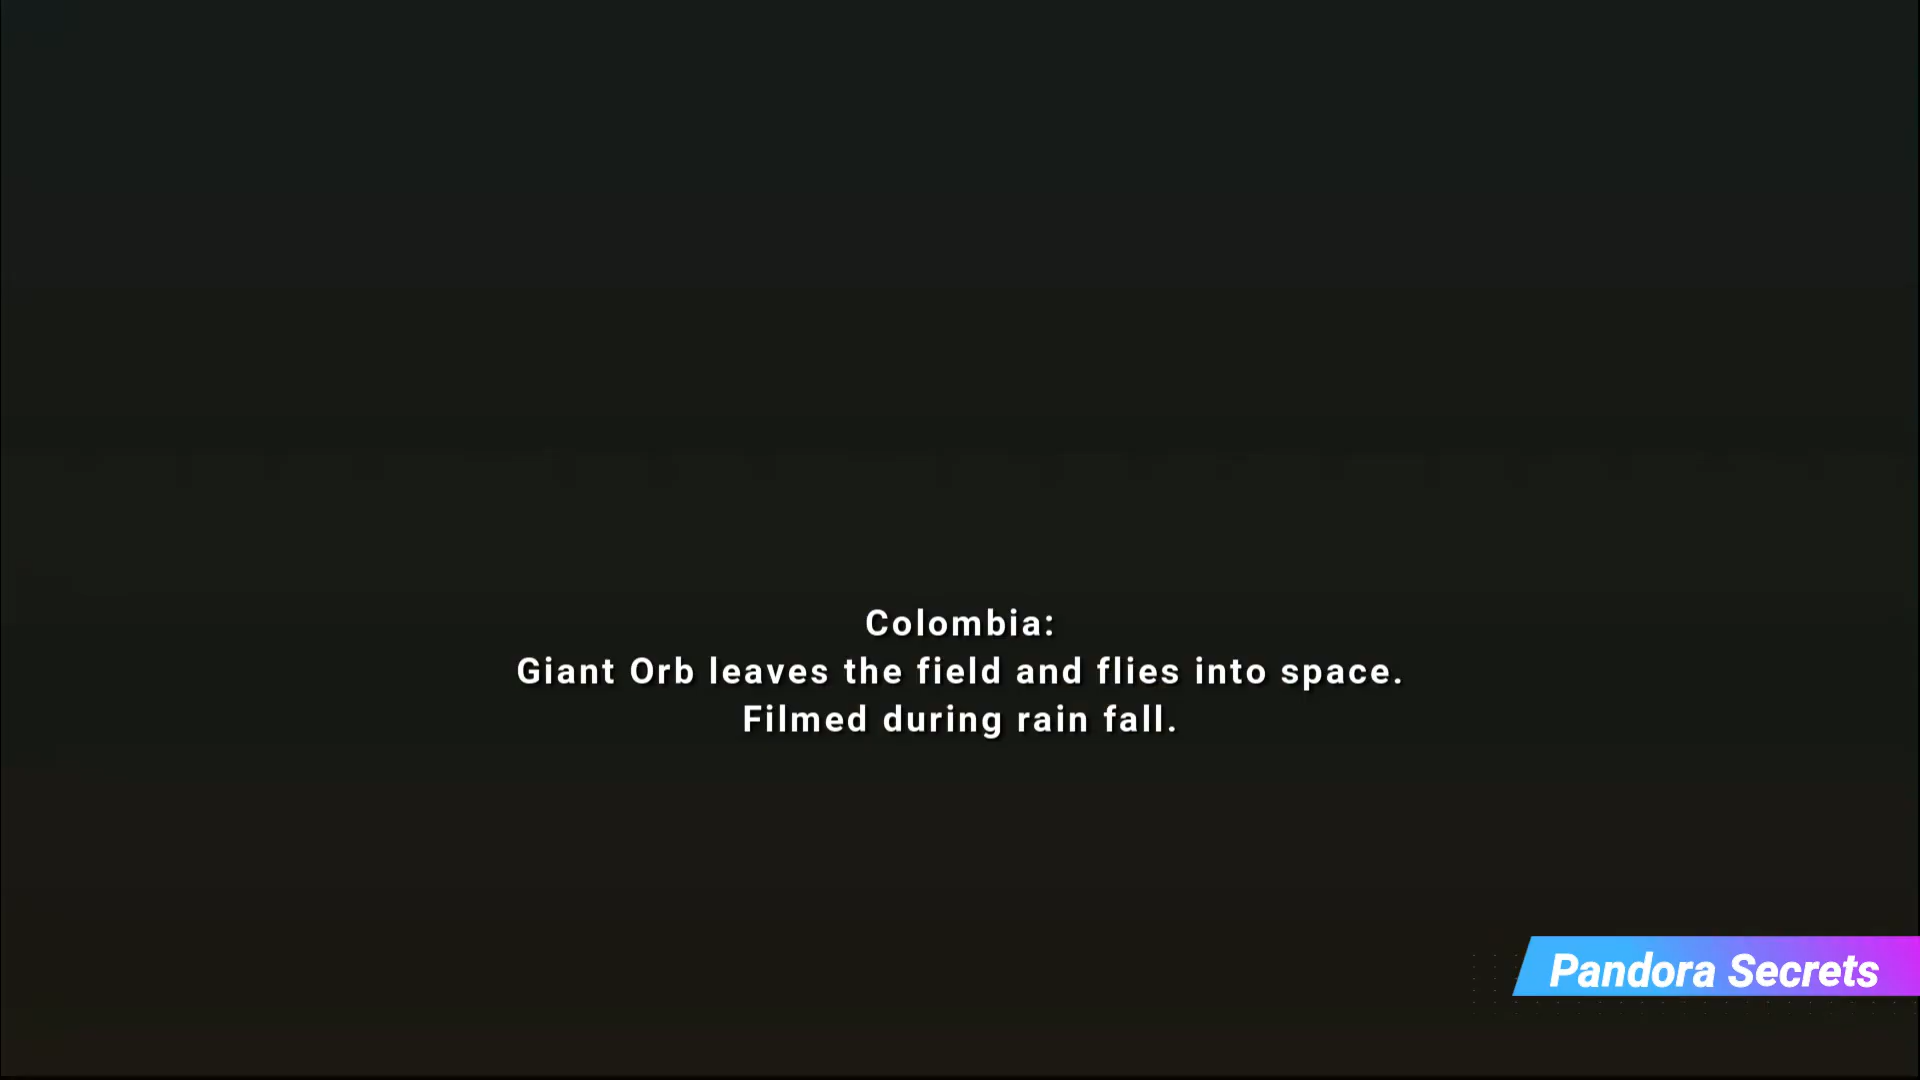 Colombia:
Giant Orb leaves the field and flies into space.
Filmed during rain fall.
Pandora Secrets